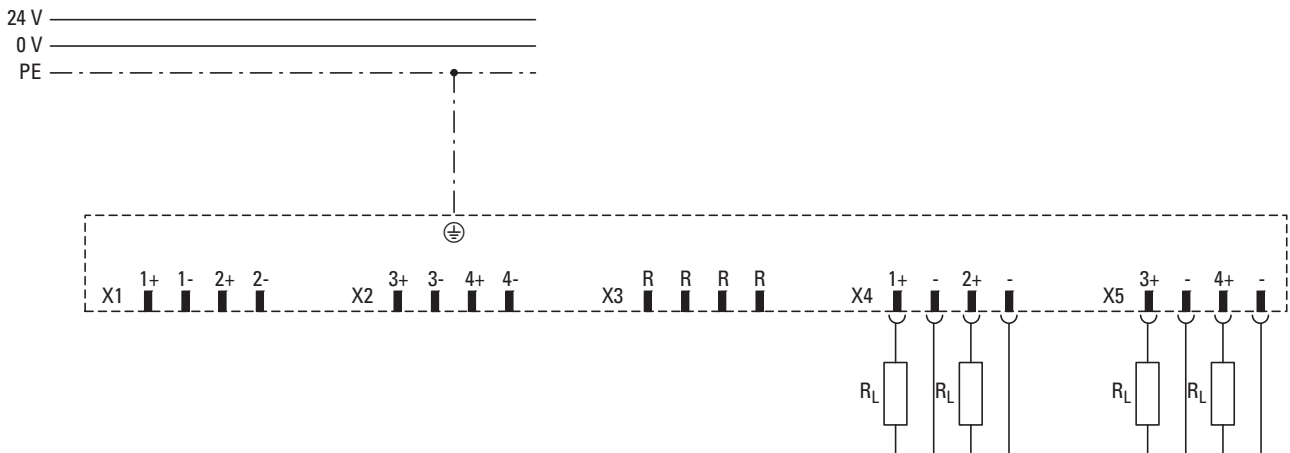 24 V
0 V
PE
X1 1+ 1- 2+ 2- X2 3+ 3- 4+ 4- X3 R R R R X4 1+ - 2+ - X5 3+ - 4+ -
RL RL RL RL